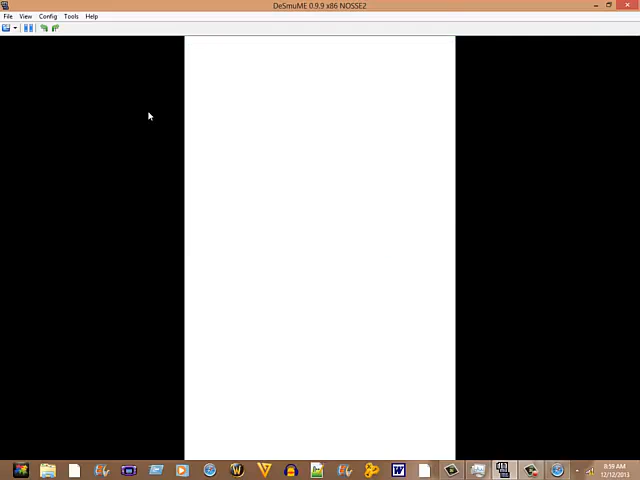 DeSmuME 0.9.9 x86 NOSSE2
File View Config Tools Help
W
8:59 AM
12/12/2013